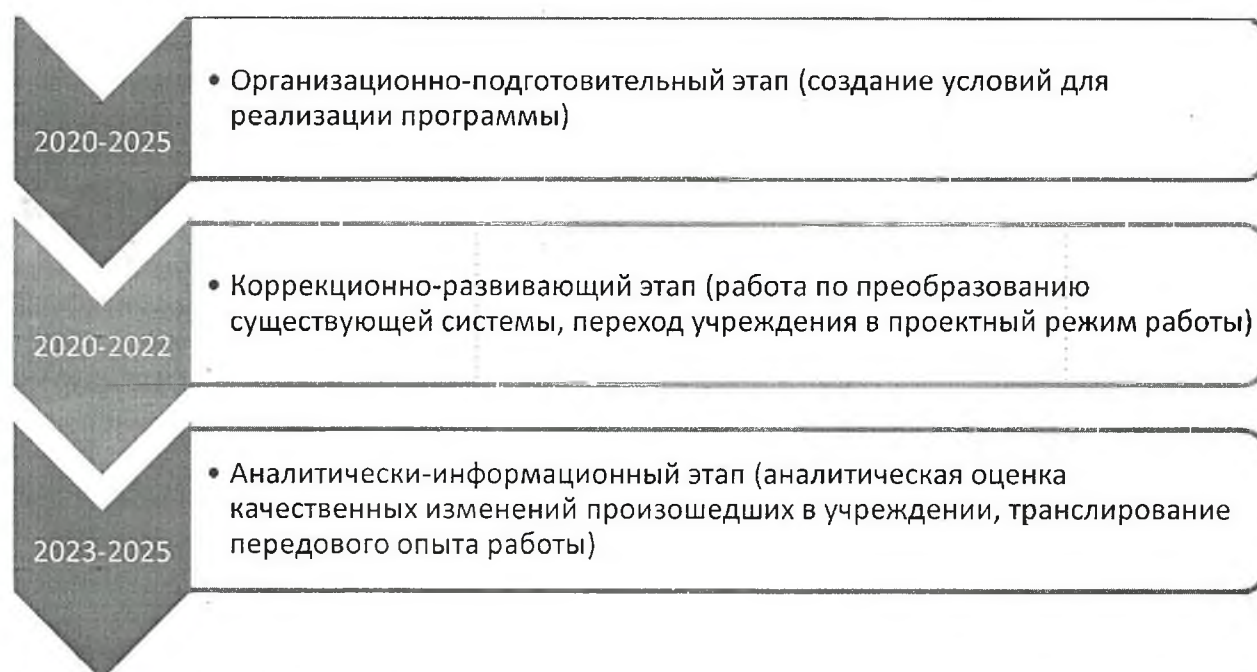 2020-2025
• Организационно-подготовительный этап (создание условий для
реализации программы)
2020-2022
• Коррекционно-развивающий этап (работа по преобразованию
существующей системы, переход учреждения в проектный режим работы)
2023-2025
• Аналитически-информационный этап (аналитическая оценка
качественных изменений произошедших в учреждении, транслирование
передового опыта работы)